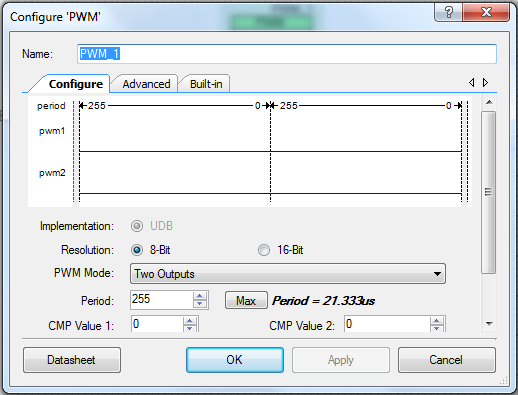 Configure 'PWM'
Name: PWM_1
Configure Advanced Built-in
period 255 0 255 0
pwm1
pwm2
Implementation: UDB
Resolution: 8-Bit 16-Bit
PWM Mode: Two Outputs
Period: 255 Max Period = 21.333us
CMP Value 1: 0 CMP Value 2: 0
Datasheet OK Apply Cancel